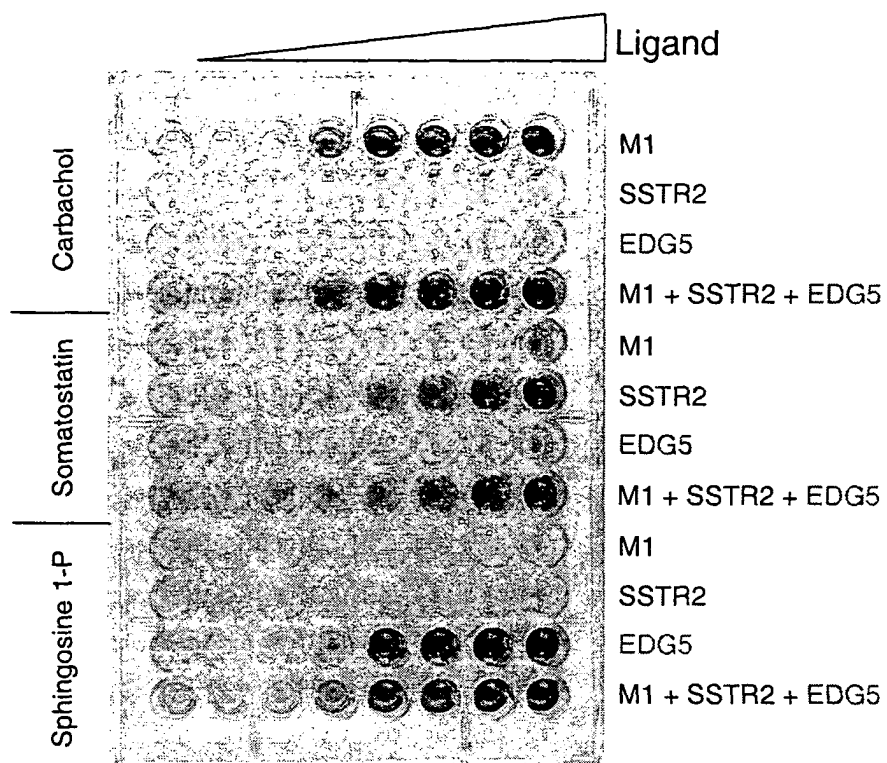 Ligand
Carbachol
M1
SSTR2
EDG5
M1 + SSTR2 + EDG5
Somatostatin
M1
SSTR2
EDG5
M1 + SSTR2 + EDG5
Sphingosine 1-P
M1
SSTR2
EDG5
M1 + SSTR2 + EDG5